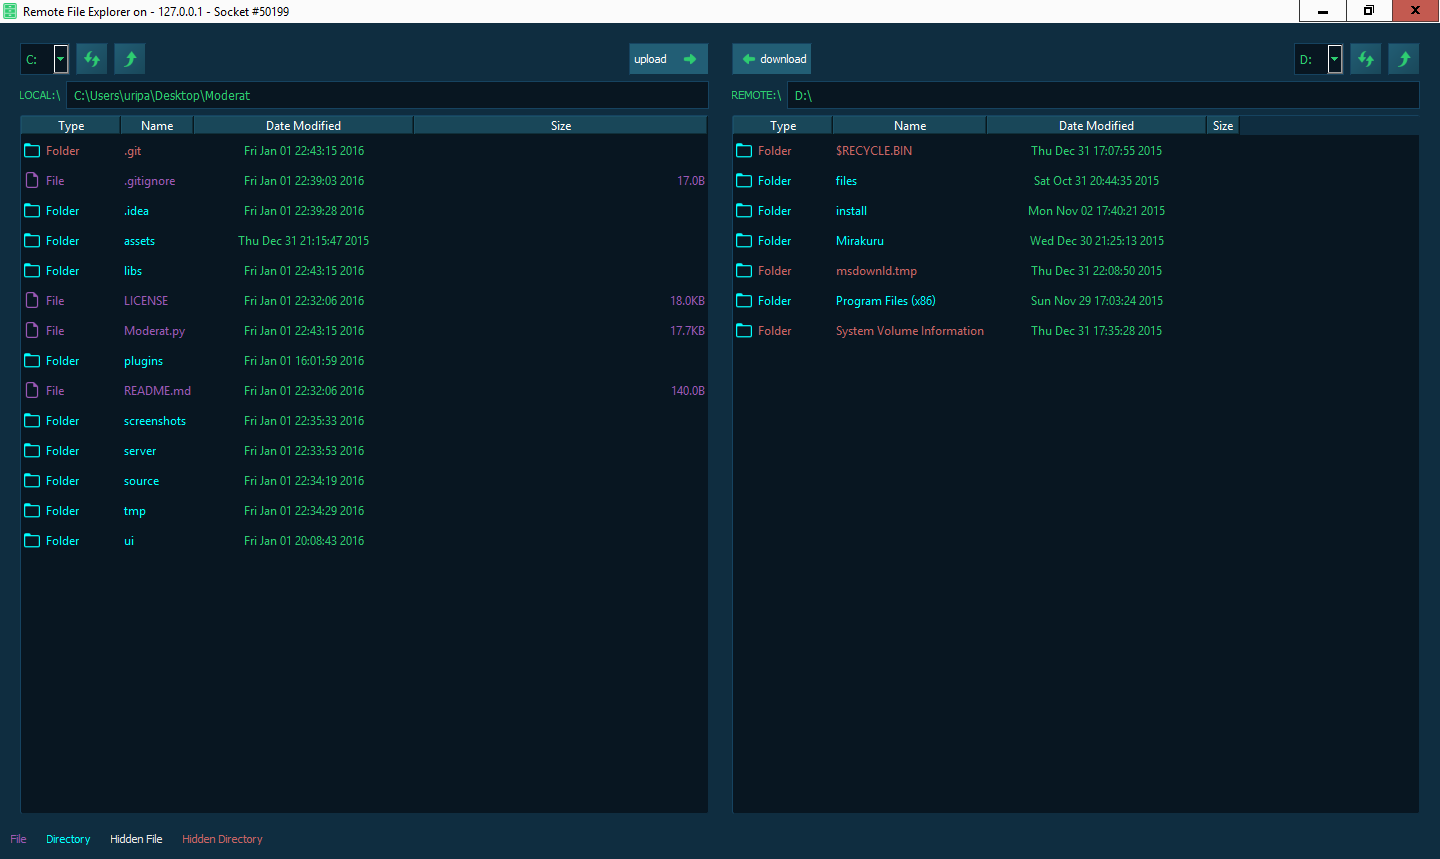 Remote File Explorer on - 127.0.0.1 - Socket #50199
C: upload download D:
LOCAL:\ C:\Users\uripa\Desktop\Moderat REMOTE:\ D:\
Type Name Date Modified Size Type Name Date Modified Size
Folder .git Fri Jan 01 22:43:15 2016 Folder $RECYCLE.BIN Thu Dec 31 17:07:55 2015
File .gitignore Fri Jan 01 22:39:03 2016 17.0B Folder files Sat Oct 31 20:44:35 2015
Folder .idea Fri Jan 01 22:39:28 2016 Folder install Mon Nov 02 17:40:21 2015
Folder assets Thu Dec 31 21:15:47 2015 Folder Mirakuru Wed Dec 30 21:25:13 2015
Folder libs Fri Jan 01 22:43:15 2016 Folder msdownld.tmp Thu Dec 31 22:08:50 2015
File LICENSE Fri Jan 01 22:32:06 2016 18.0KB Folder Program Files (x86) Sun Nov 29 17:03:24 2015
File Moderat.py Fri Jan 01 22:43:15 2016 17.7KB Folder System Volume Information Thu Dec 31 17:35:28 2015
Folder plugins Fri Jan 01 16:01:59 2016
File README.md Fri Jan 01 22:32:06 2016 140.0B
Folder screenshots Fri Jan 01 22:35:33 2016
Folder server Fri Jan 01 22:33:53 2016
Folder source Fri Jan 01 22:34:19 2016
Folder tmp Fri Jan 01 22:34:29 2016
Folder ui Fri Jan 01 20:08:43 2016
File Directory Hidden File Hidden Directory